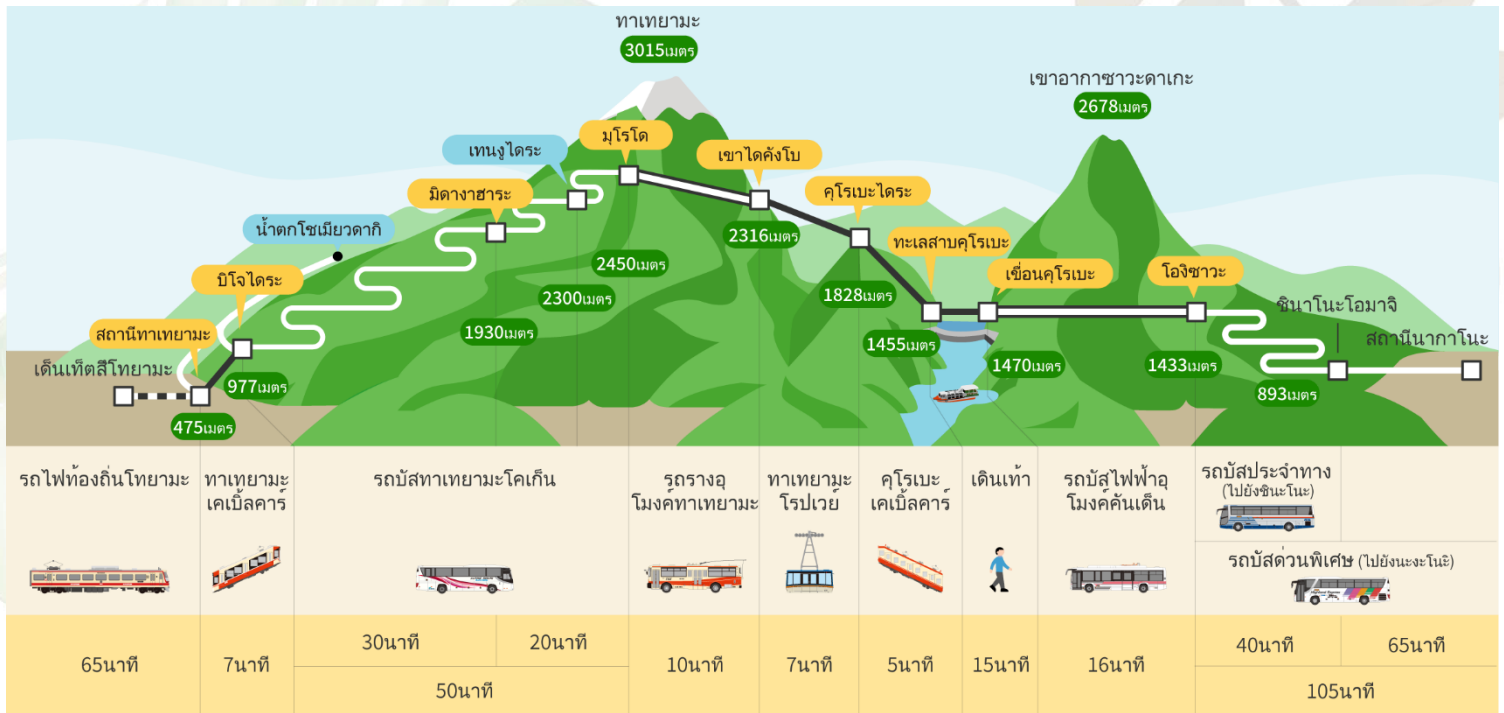 ทาเทยามะ
3015เมตร
เขาอากาซาวะดาเกะ
2678เมตร
มุโรโด
เทนงูไดระ
เขาไดคังโบ
มิดางาฮาระ
คุโรเบะไดระ
น้ำตกโชเมียวดากิ
ทะเลสาบคุโรเบะ
เขื่อนคุโรเบะ
โองิซาวะ
บิโจไดระ
ชินาโนะโอมาจิ
สถานีทาเทยามะ
สถานีนากาโนะ
เด็นเท็ตสึโทยามะ
2316เมตร
2450เมตร
2300เมตร
1828เมตร
1930เมตร
1455เมตร
1470เมตร
1433เมตร
977เมตร
893เมตร
475เมตร
รถไฟท้องถิ่นโทยามะ
ทาเทยามะ
เคเบิ้ลคาร์
รถบัสทาเทยามะโคเก็น
รถรางอุ
โมงค์ทาเทยามะ
ทาเทยามะ
โรปเวย์
คุโรเบะ
เคเบิ้ลคาร์
เดินเท้า
รถบัสไฟฟ้าอุ
โมงค์คันเด็น
รถบัสประจำทาง
(ไปยังชินะโนะ)
รถบัสด่วนพิเศษ (ไปยังนะงะโนะ)
65นาที
7นาที
30นาที
20นาที
50นาที
10นาที
7นาที
5นาที
15นาที
16นาที
40นาที
65นาที
105นาที